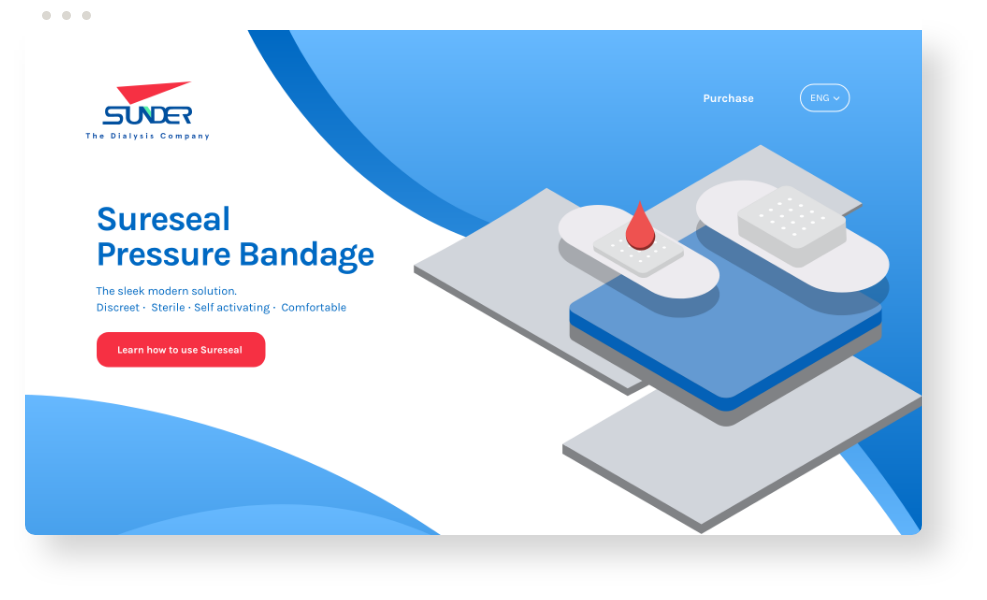 SUNDER
The Dialysis Company
Purchase
ENG
Sureseal
Pressure Bandage
The sleek modern solution.
Discreet · Sterile · Self activating · Comfortable
Learn how to use Sureseal